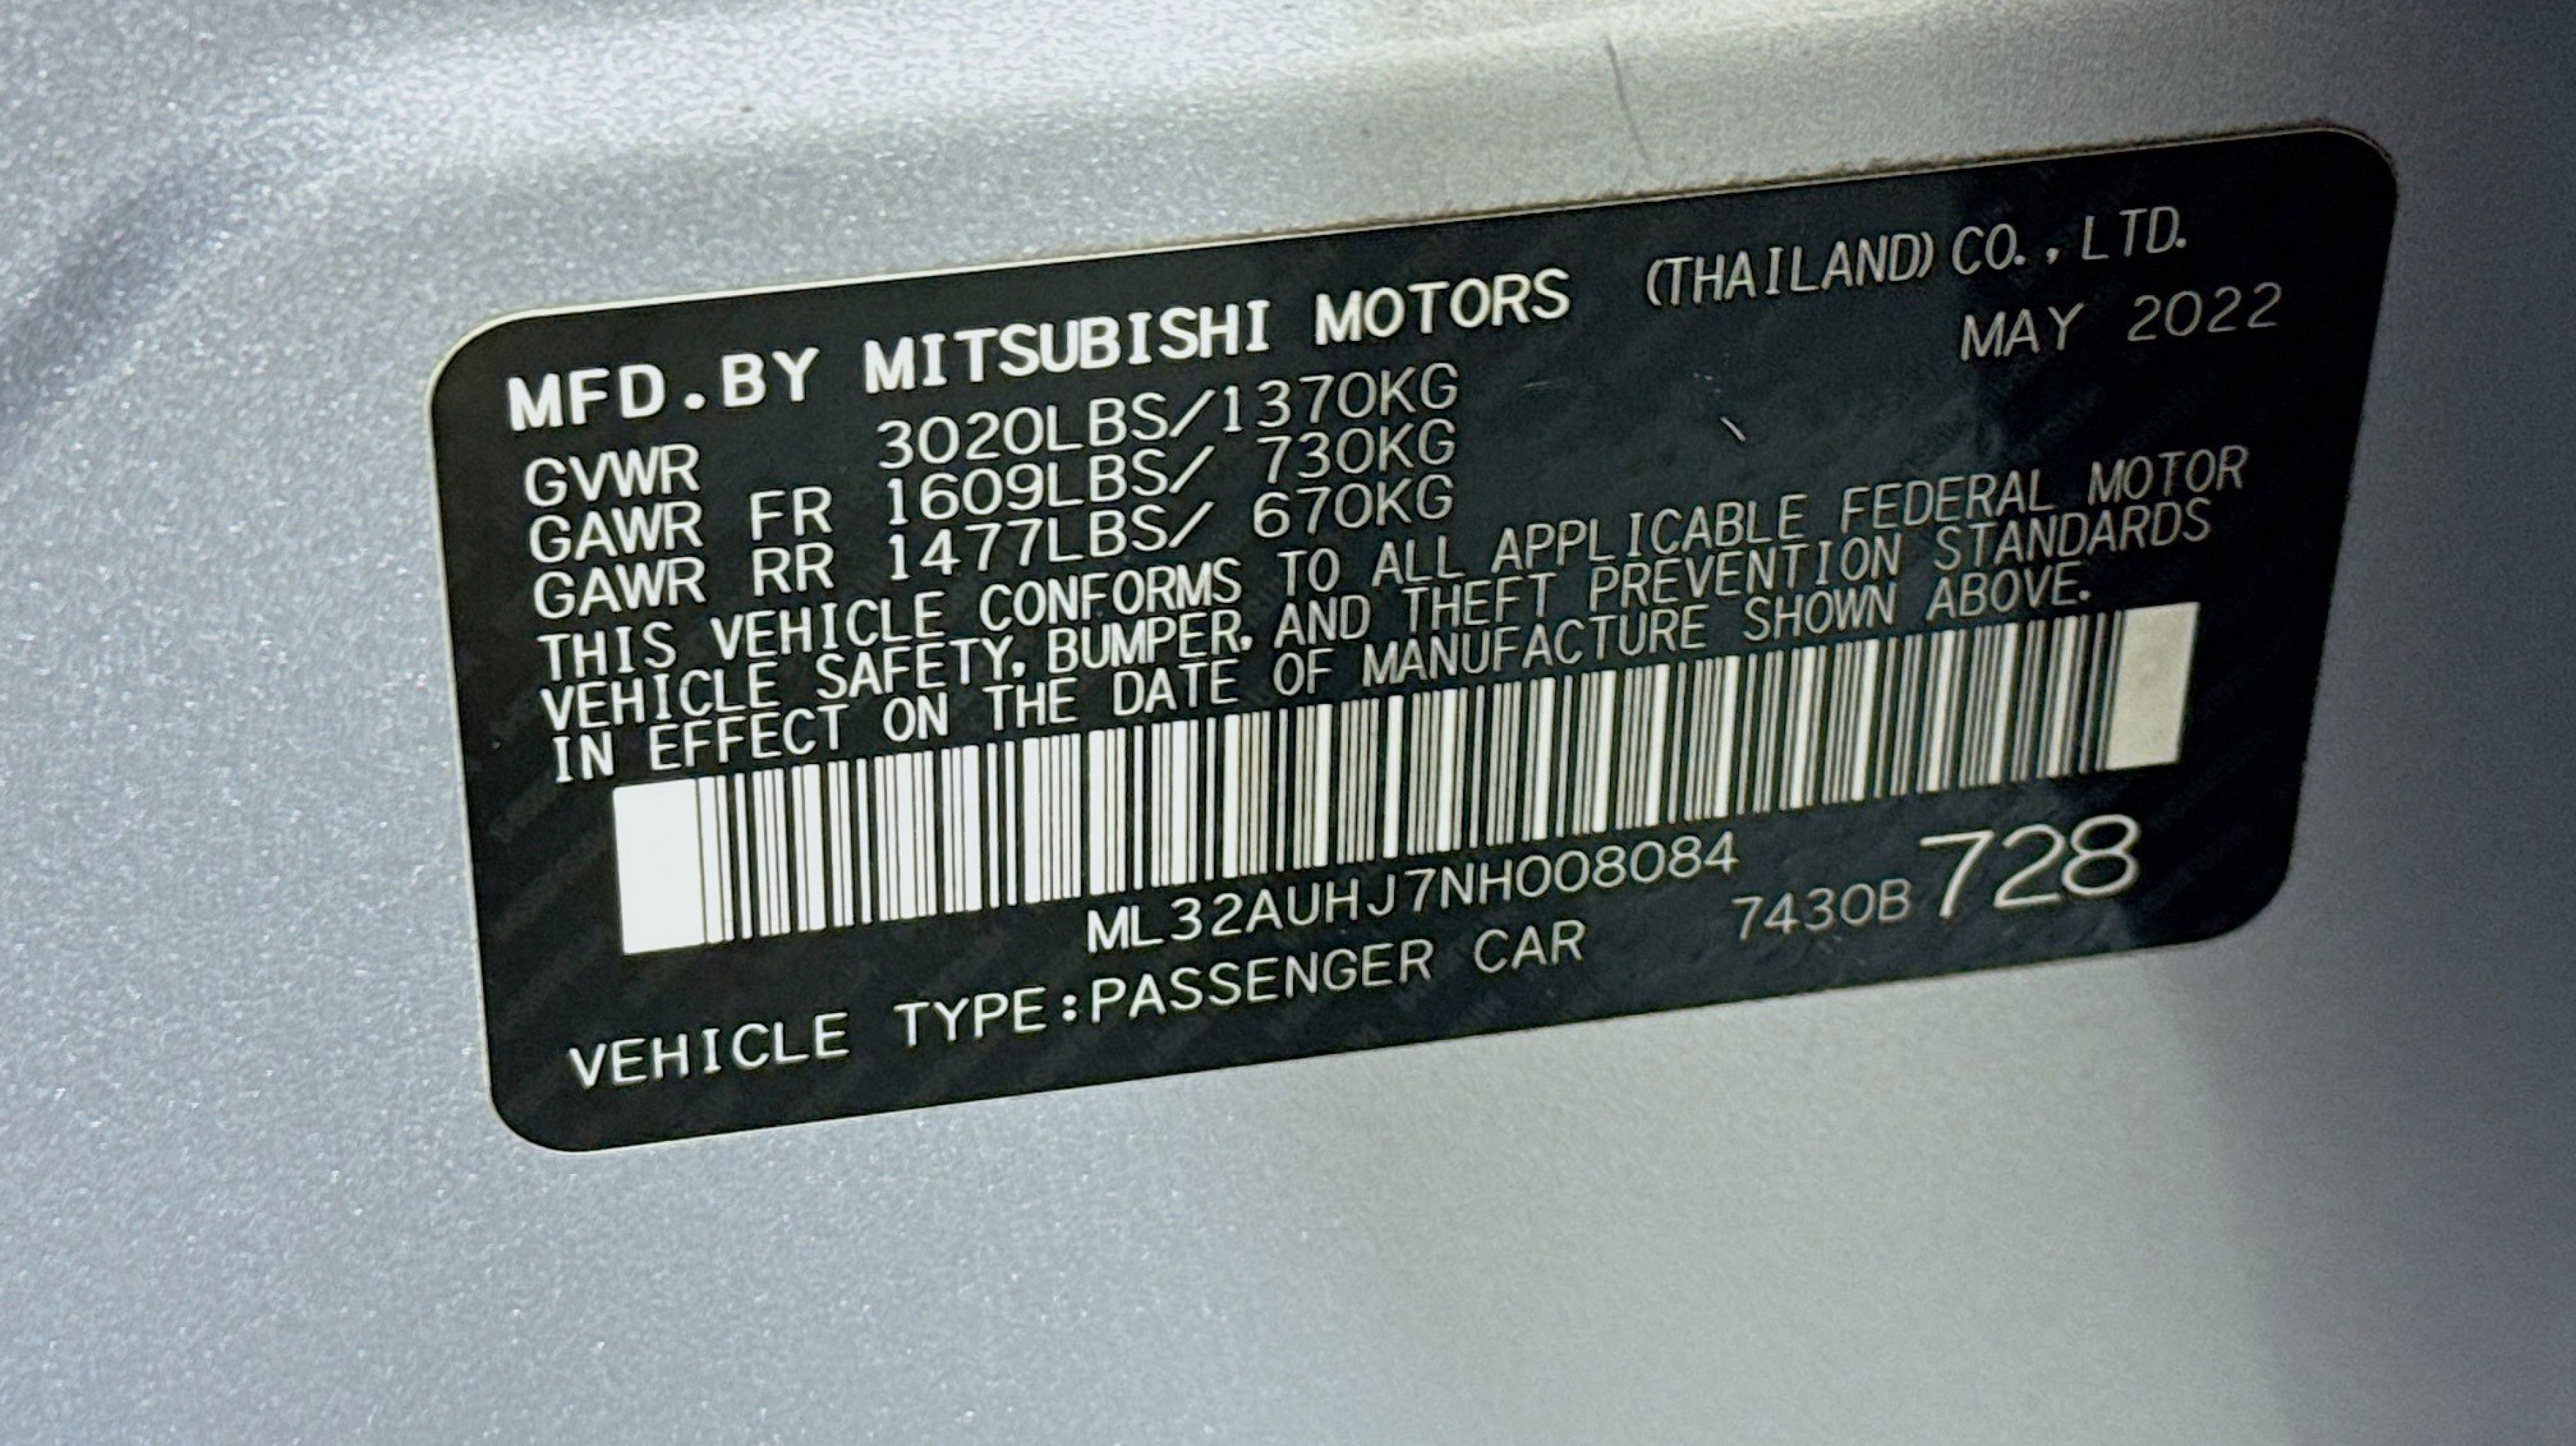 MFD.BY MITSUBISHI MOTORS (THAILAND) CO., LTD.
MAY 2022
GVWR 3020LBS/1370KG
GAWR FR 1609LBS/ 730KG
GAWR RR 1477LBS/ 670KG
THIS VEHICLE CONFORMS TO ALL APPLICABLE FEDERAL MOTOR
VEHICLE SAFETY, BUMPER, AND THEFT PREVENTION STANDARDS
IN EFFECT ON THE DATE OF MANUFACTURE SHOWN ABOVE.
ML32AUHJ7NH008084
7430B728
VEHICLE TYPE:PASSENGER CAR